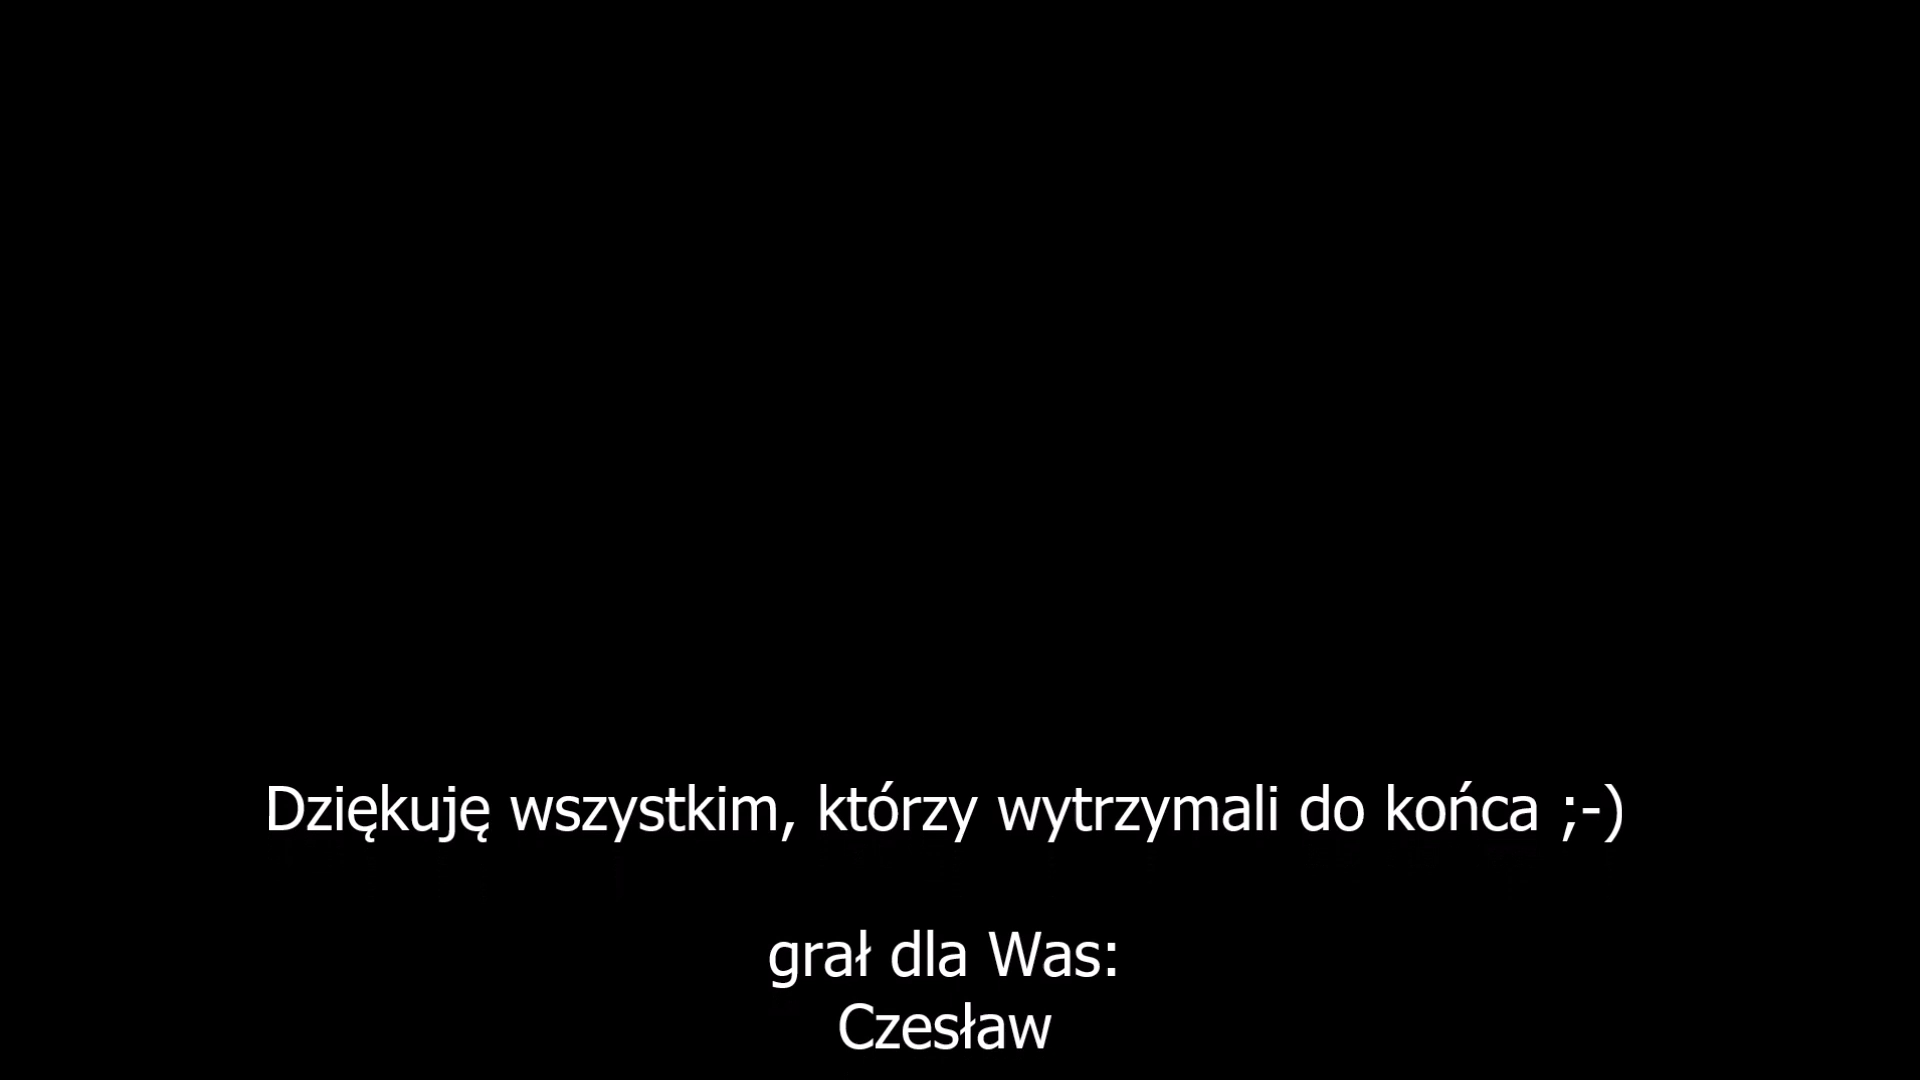 Dziękuję wszystkim, którzy wytrzymali do końca ;-)
grał dla Was:
Czesław